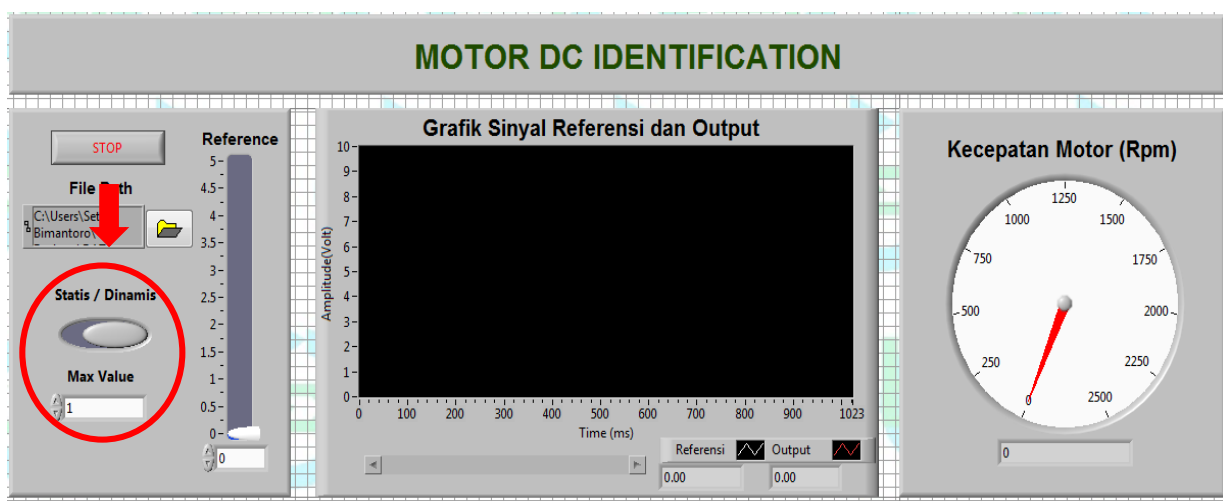 MOTOR DC IDENTIFICATION
STOP
File
C:\Users\Set
Bimantoro\
Statis / Dinamis
Max Value
1
Reference
5
4.5
4
3.5
3
2.5
2
1.5
1
0.5
0
0
Grafik Sinyal Referensi dan Output
Amplitude(Volt)
10
9
8
7
6
5
4
3
2
1
0
0 100 200 300 400 500 600 700 800 900 1023
Time (ms)
Referensi Output
0.00 0.00
Kecepatan Motor (Rpm)
0 250 500 750 1000 1250 1500 1750 2000 2250 2500
0